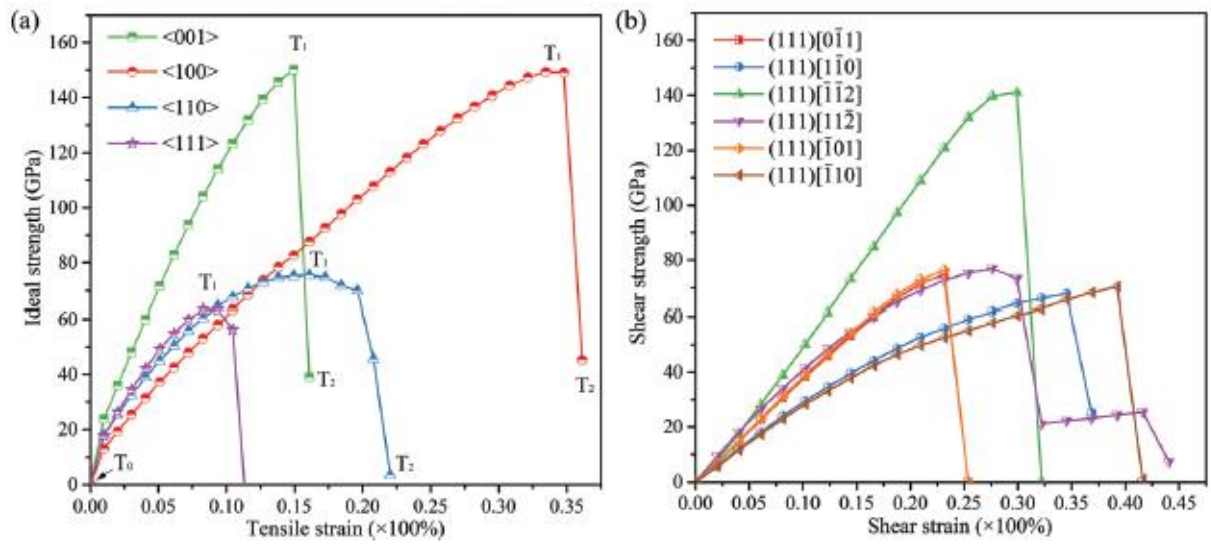 (a)
<001>
<100>
<110>
<111>
T₁
T₁
T₁
T₁
T₂
T₂
T₂
T₀
160
140
120
100
80
60
40
20
0
Ideal strength (GPa)
0.00 0.05 0.10 0.15 0.20 0.25 0.30 0.35
Tensile strain (×100%)
(b)
(111)[01̄1]
(111)[11̄0]
(111)[1̄1̄2]
(111)[112̄]
(111)[1̄01]
(111)[1̄10]
160
140
120
100
80
60
40
20
0
Shear strength (GPa)
0.00 0.05 0.10 0.15 0.20 0.25 0.30 0.35 0.40 0.45
Shear strain (×100%)